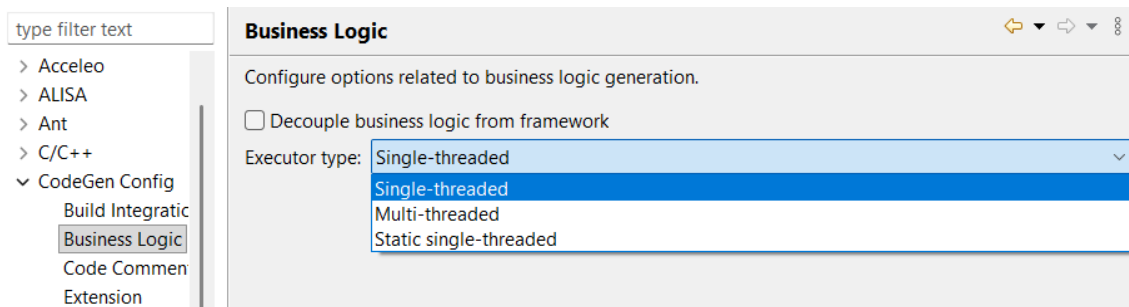 type filter text
Acceleo
ALISA
Ant
C/C++
CodeGen Config
Build Integratic
Business Logic
Code Commen
Extension
Business Logic
Configure options related to business logic generation.
Decouple business logic from framework
Executor type: Single-threaded
Single-threaded
Multi-threaded
Static single-threaded